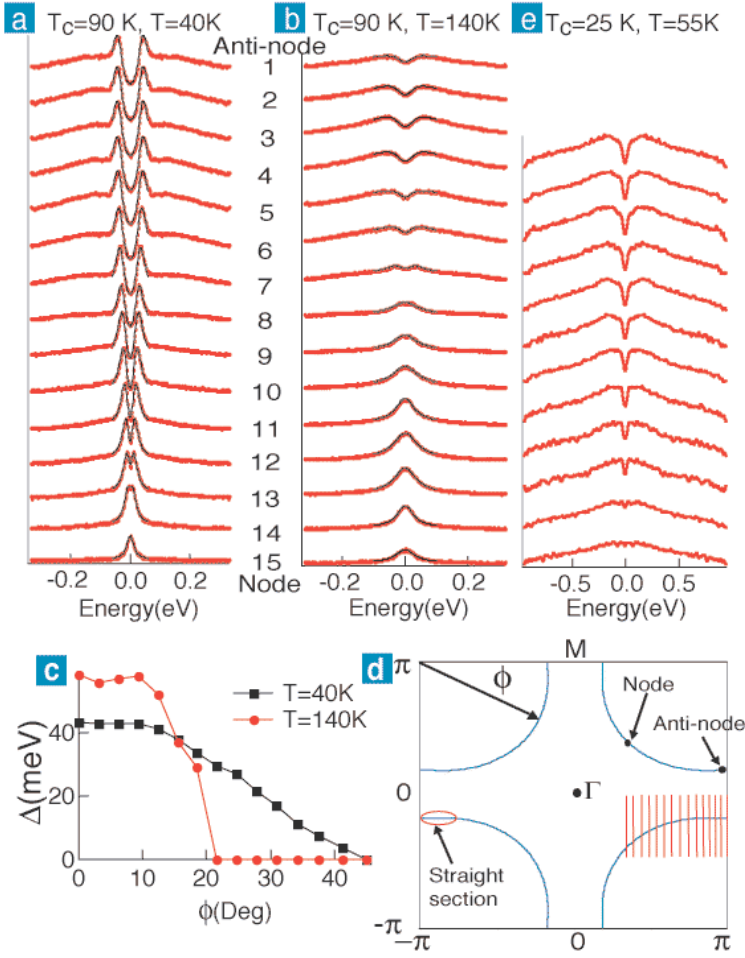 a T_C=90 K, T=40K
b T_C=90 K, T=140K
e T_C=25 K, T=55K
Anti-node
1
2
3
4
5
6
7
8
9
10
11
12
13
14
15
Node
-0.2 0.0 0.2
Energy(eV)
-0.2 0.0 0.2
Energy(eV)
-0.5 0.0 0.5
Energy(eV)
c
T=40K
T=140K
Δ(meV)
40
20
0
0 10 20 30 40
ϕ(Deg)
d
M
π
ϕ
Node
Anti-node
0
Γ
Straight
section
-π
-π 0 π